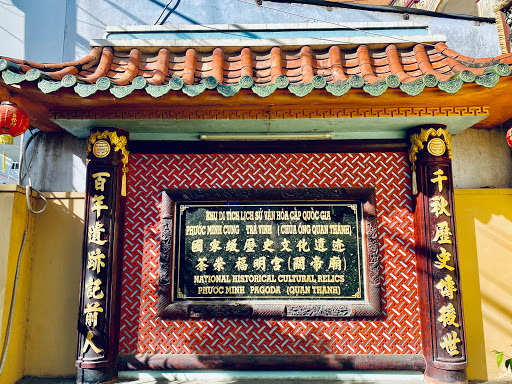 百年遺跡記前人
KHU DI TÍCH LỊCH SỬ VĂN HÓA CẤP QUỐC GIA
PHƯỚC MINH CUNG - TRÀ VINH (CHÙA ÔNG QUAN THÁNH)
國家級歷史文化遺迹
茶榮福明宮(關帝廟)
NATIONAL HISTORICAL CULTURAL RELICS
PHUOC MINH PAGODA (QUAN THANH)
千秋歷史傳後世